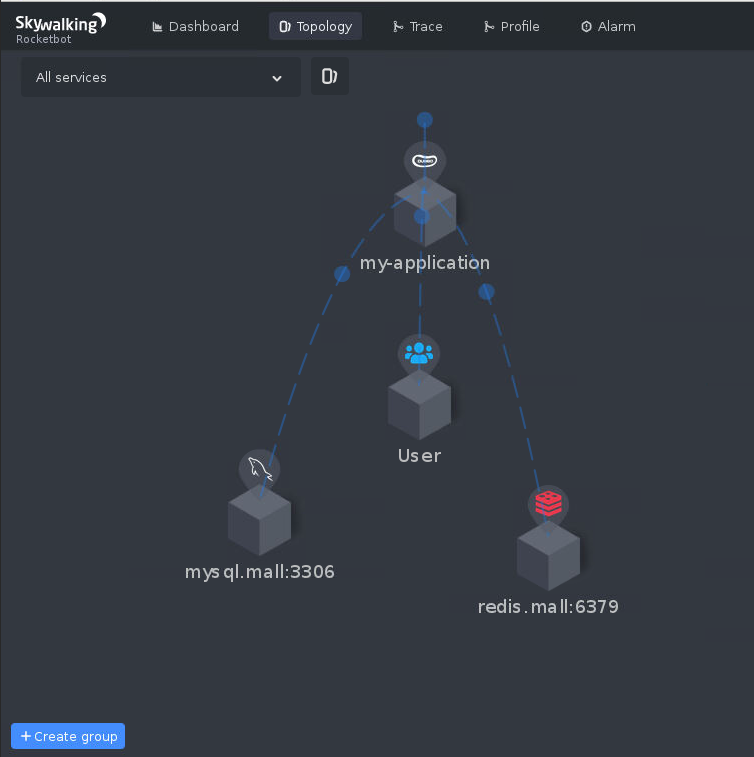 Skywalking
Rocketbot
Dashboard
Topology
Trace
Profile
Alarm
All services
my-application
User
mysql.mall:3306
redis.mall:6379
+ Create group